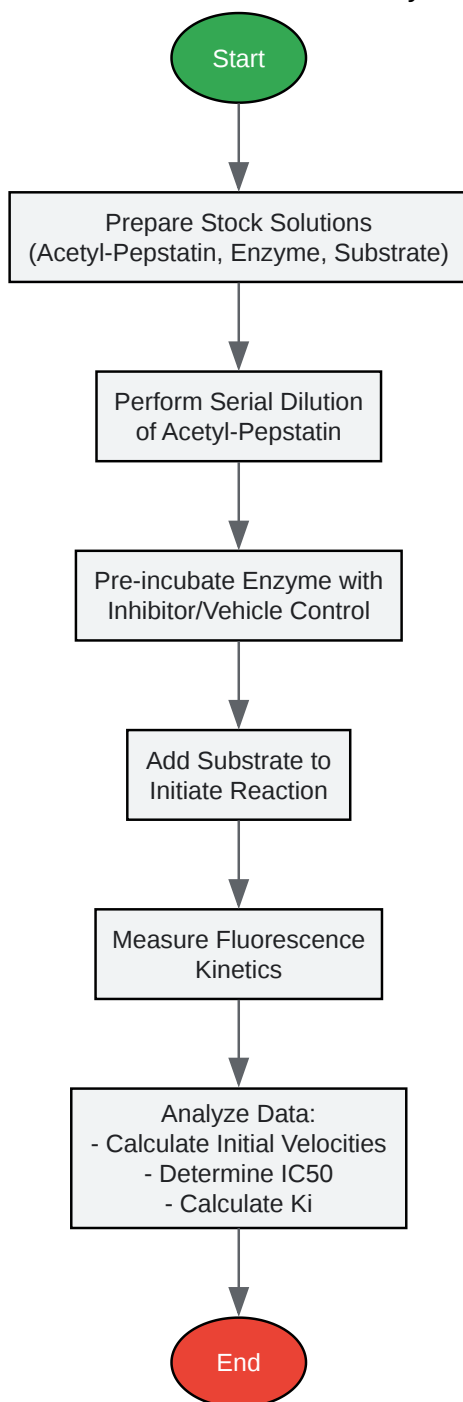 Start
Prepare Stock Solutions
(Acetyl-Pepstatin, Enzyme, Substrate)
Perform Serial Dilution
of Acetyl-Pepstatin
Pre-incubate Enzyme with
Inhibitor/Vehicle Control
Add Substrate to
Initiate Reaction
Measure Fluorescence
Kinetics
Analyze Data:
- Calculate Initial Velocities
- Determine IC50
- Calculate Ki
End